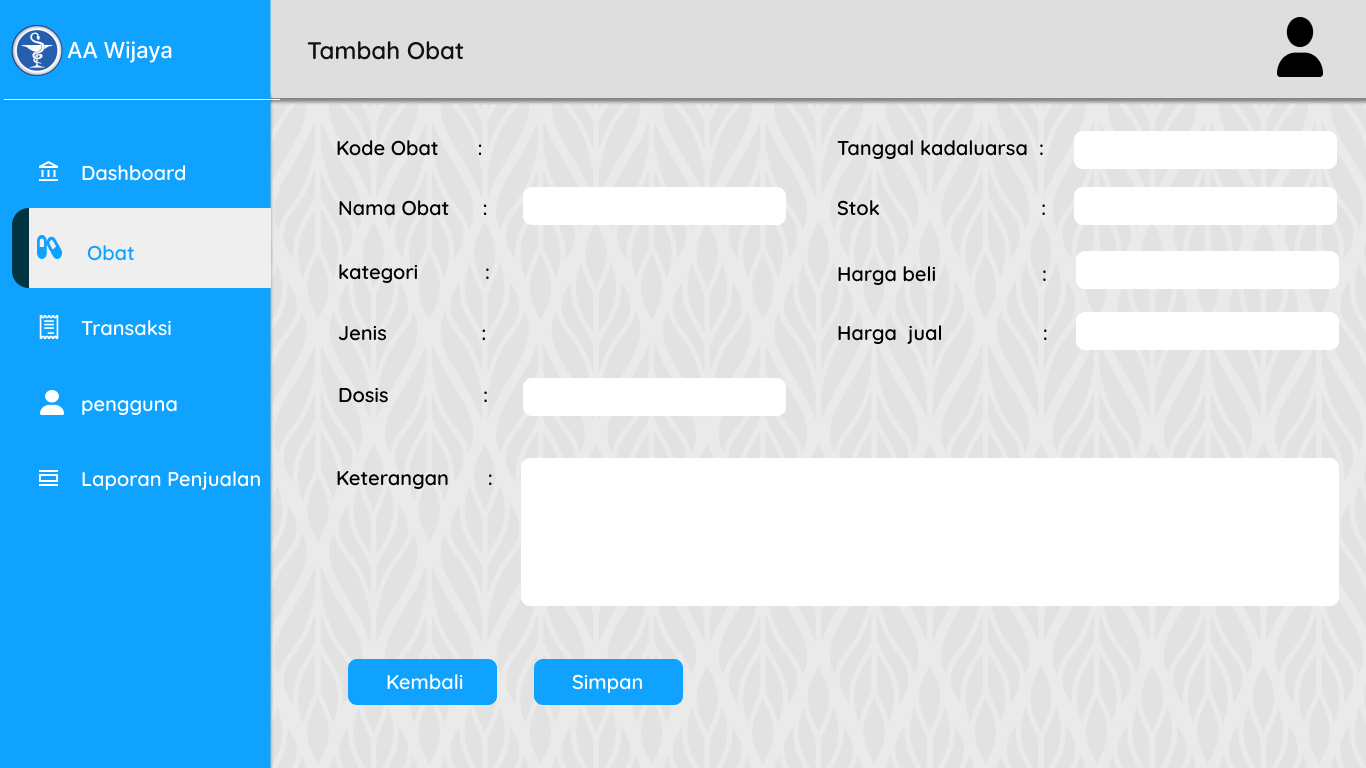 AA Wijaya
Tambah Obat
Dashboard
Obat
Transaksi
pengguna
Laporan Penjualan
Kode Obat :
Nama Obat :
kategori :
Jenis :
Dosis :
Keterangan :
Tanggal kadaluarsa :
Stok :
Harga beli :
Harga jual :
Kembali
Simpan